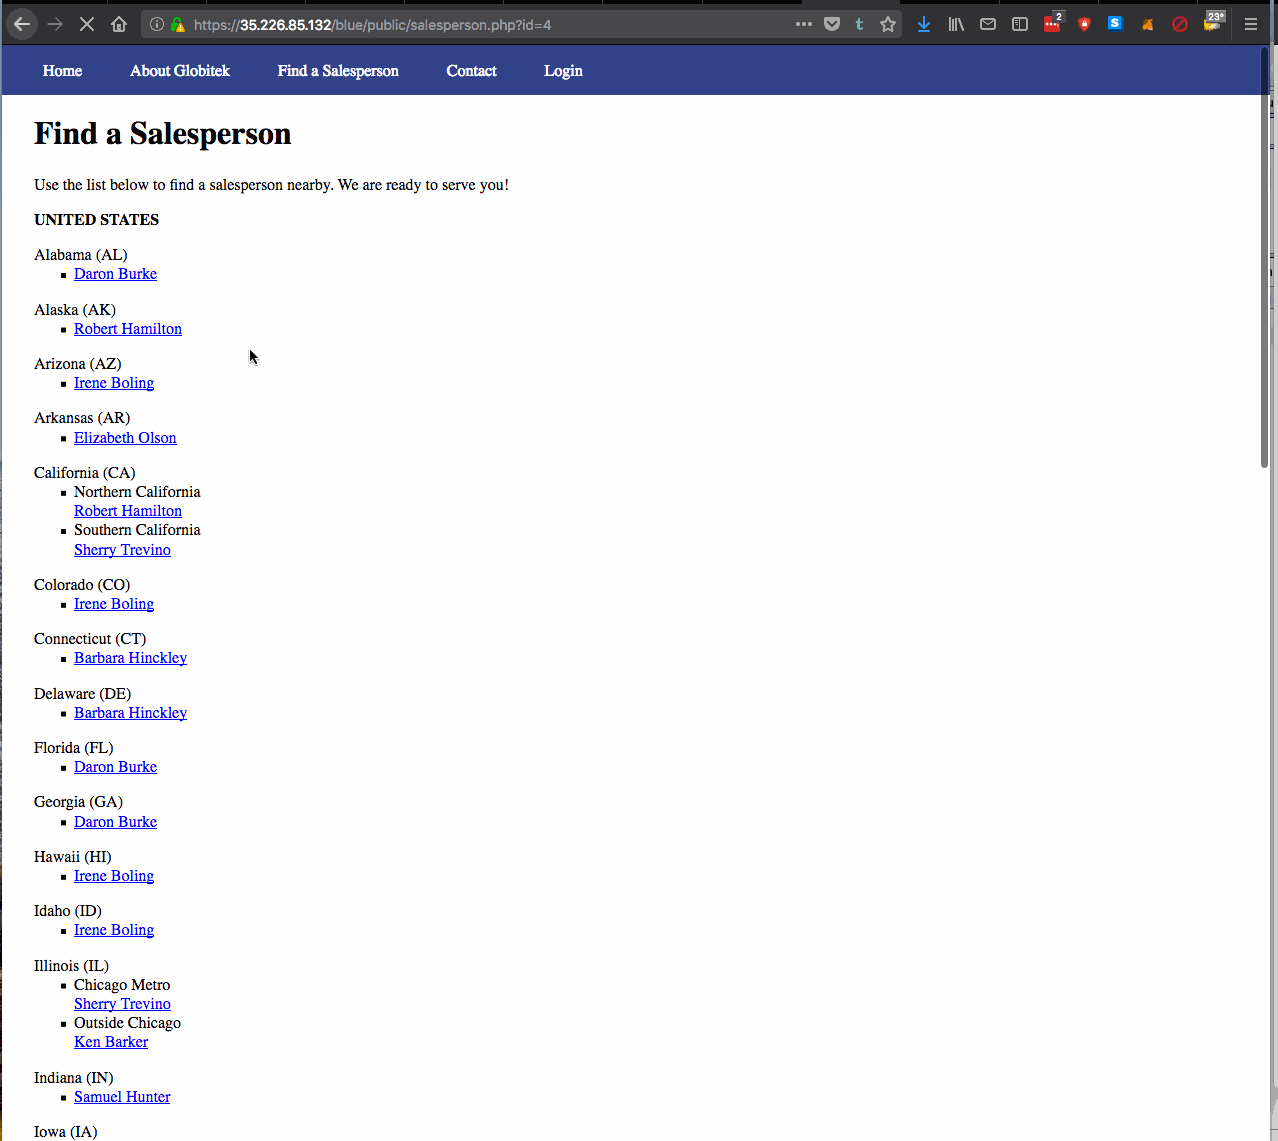 https://35.226.85.132/blue/public/salesperson.php?id=4
t
2
S
23°
Home About Globitek Find a Salesperson Contact Login
Find a Salesperson
Use the list below to find a salesperson nearby. We are ready to serve you!
UNITED STATES
Alabama (AL)
Daron Burke
Alaska (AK)
Robert Hamilton
Arizona (AZ)
Irene Boling
Arkansas (AR)
Elizabeth Olson
California (CA)
Northern California
Robert Hamilton
Southern California
Sherry Trevino
Colorado (CO)
Irene Boling
Connecticut (CT)
Barbara Hinckley
Delaware (DE)
Barbara Hinckley
Florida (FL)
Daron Burke
Georgia (GA)
Daron Burke
Hawaii (HI)
Irene Boling
Idaho (ID)
Irene Boling
Illinois (IL)
Chicago Metro
Sherry Trevino
Outside Chicago
Ken Barker
Indiana (IN)
Samuel Hunter
Iowa (IA)